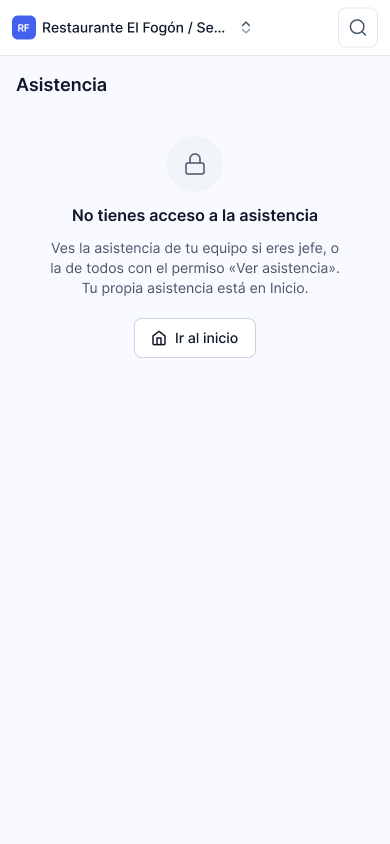 RF Restaurante El Fogón / Se...
Asistencia
No tienes acceso a la asistencia
Ves la asistencia de tu equipo si eres jefe, o
la de todos con el permiso «Ver asistencia».
Tu propia asistencia está en Inicio.
Ir al inicio